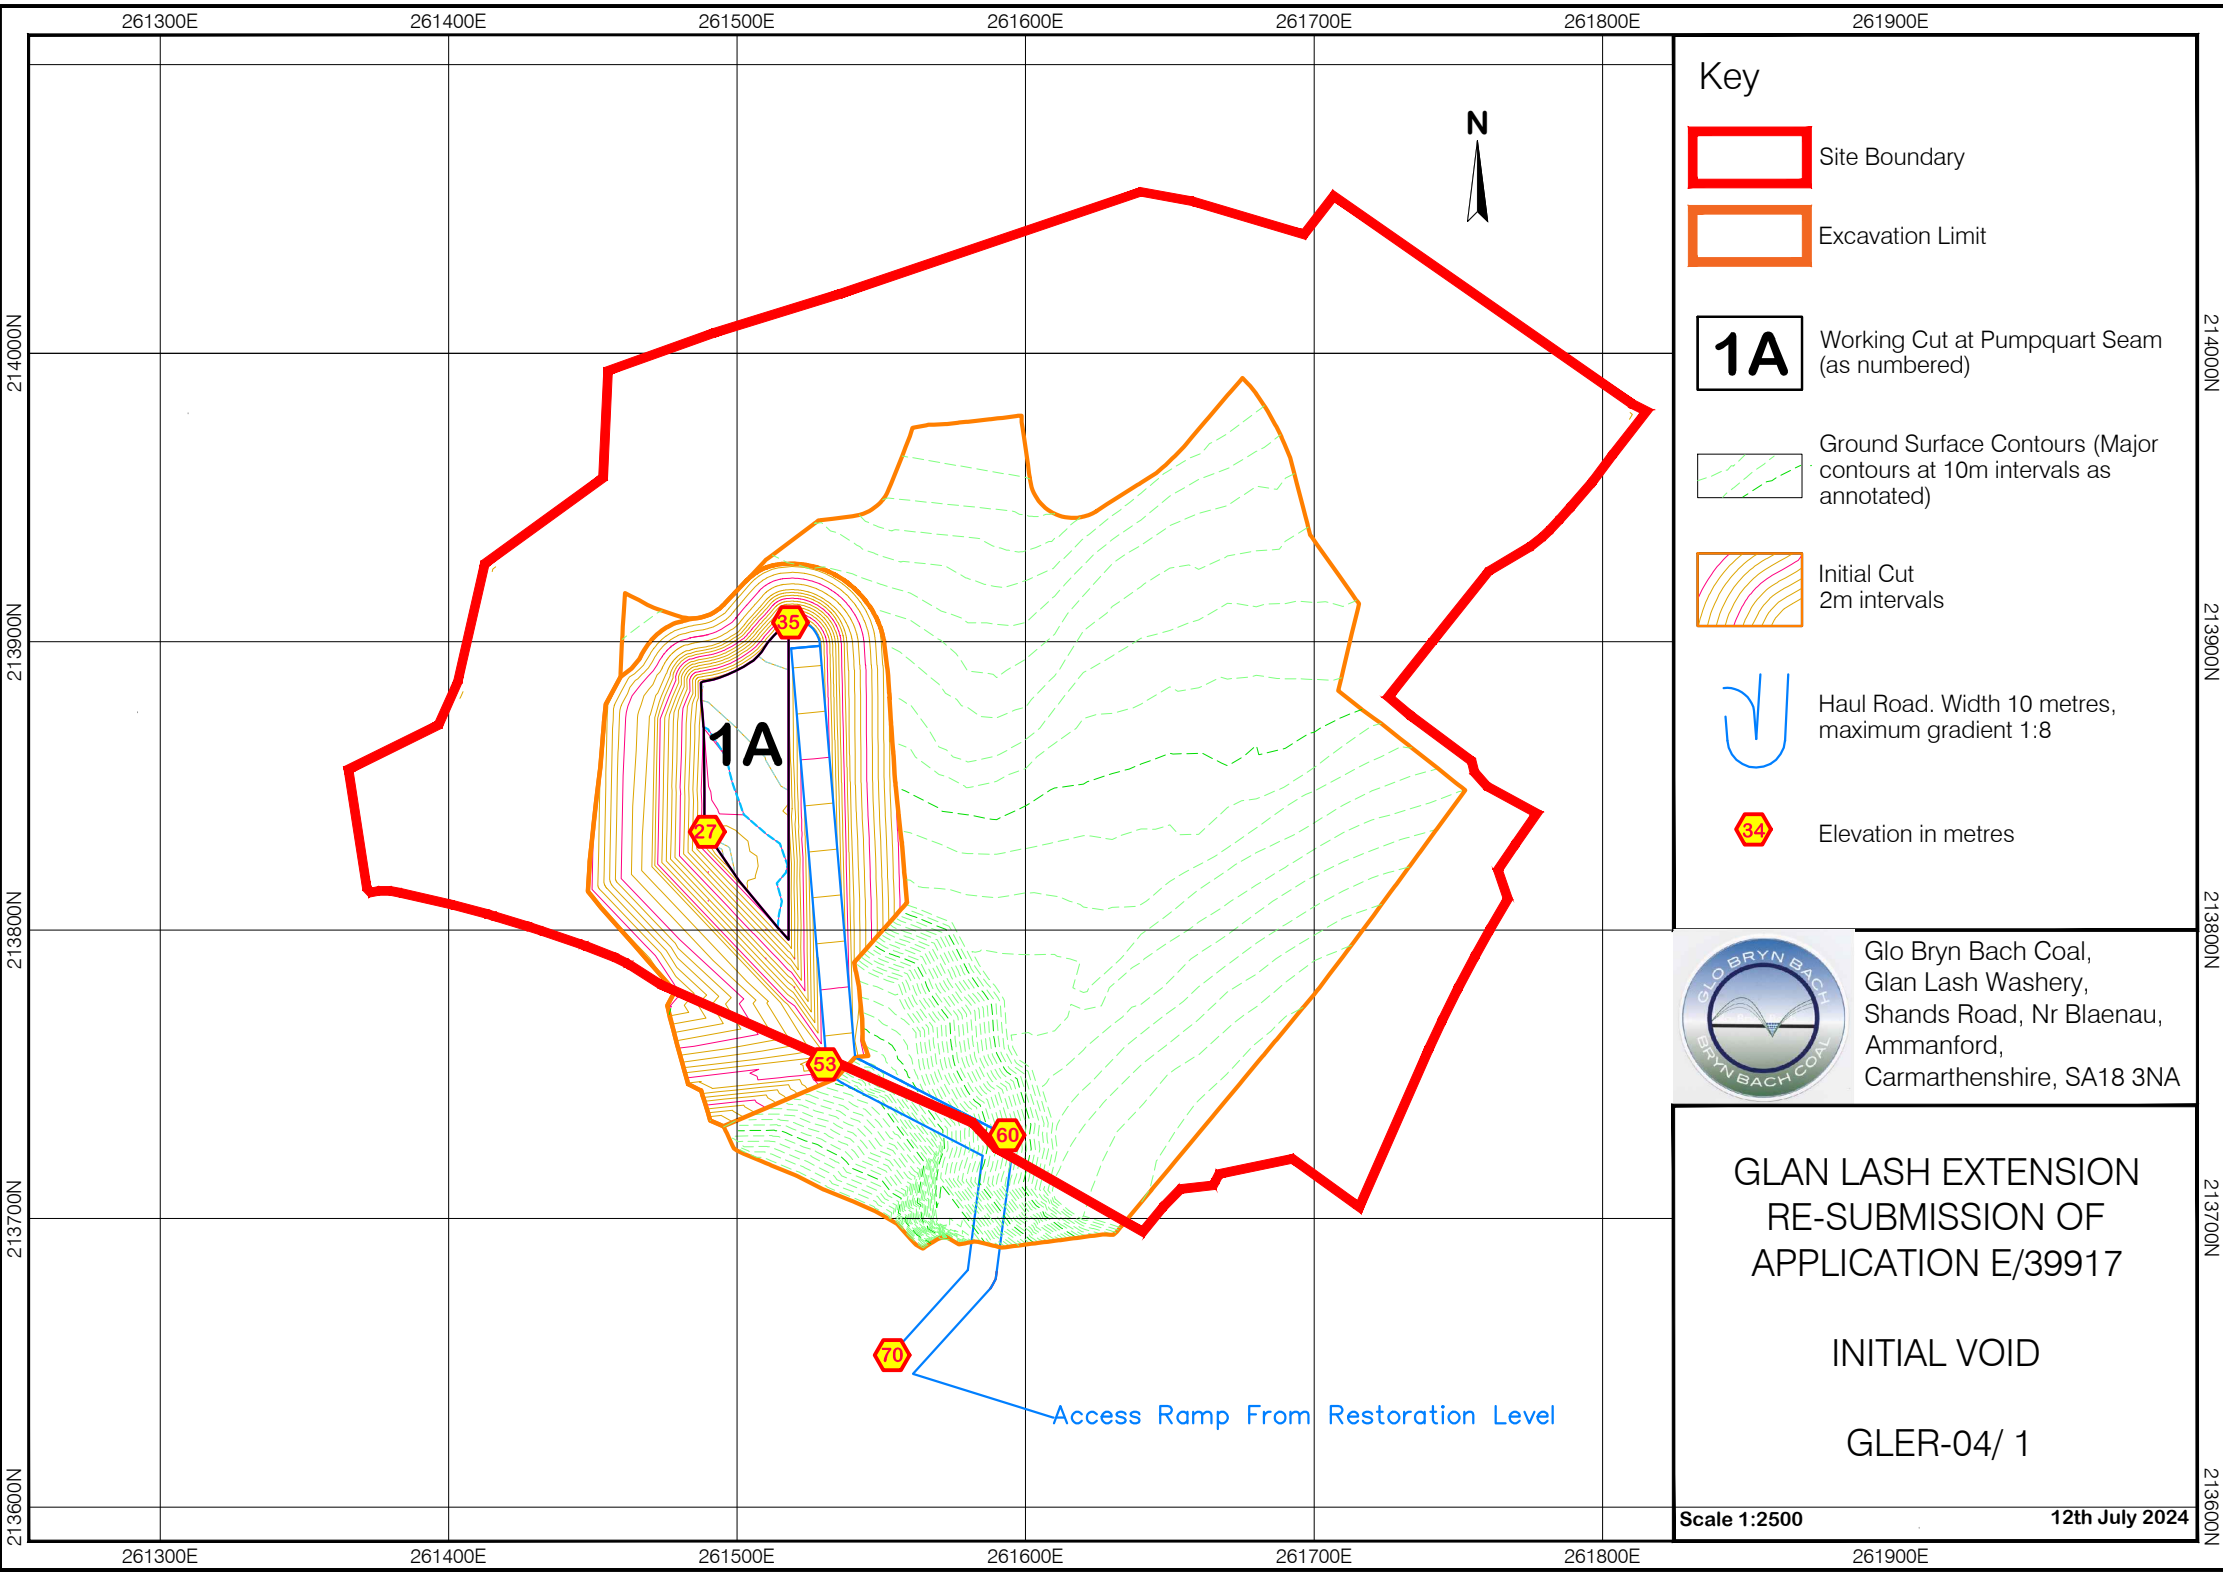 261300E 261400E 261500E 261600E 261700E 261800E 261900E
214000N
213900N
213800N
213700N
213600N
N
35
1A
27
53
60
70
Access Ramp From Restoration Level
Key
Site Boundary
Excavation Limit
1A
Working Cut at Pumpquart Seam
(as numbered)
Ground Surface Contours (Major
contours at 10m intervals as
annotated)
Initial Cut
2m intervals
Haul Road. Width 10 metres,
maximum gradient 1:8
34
Elevation in metres
GLO BRYN BACH
BRYN BACH COAL
Glo Bryn Bach Coal,
Glan Lash Washery,
Shands Road, Nr Blaenau,
Ammanford,
Carmarthenshire, SA18 3NA
GLAN LASH EXTENSION
RE-SUBMISSION OF
APPLICATION E/39917
INITIAL VOID
GLER-04/ 1
Scale 1:2500
12th July 2024
214000N
213900N
213800N
213700N
213600N
261300E 261400E 261500E 261600E 261700E 261800E 261900E